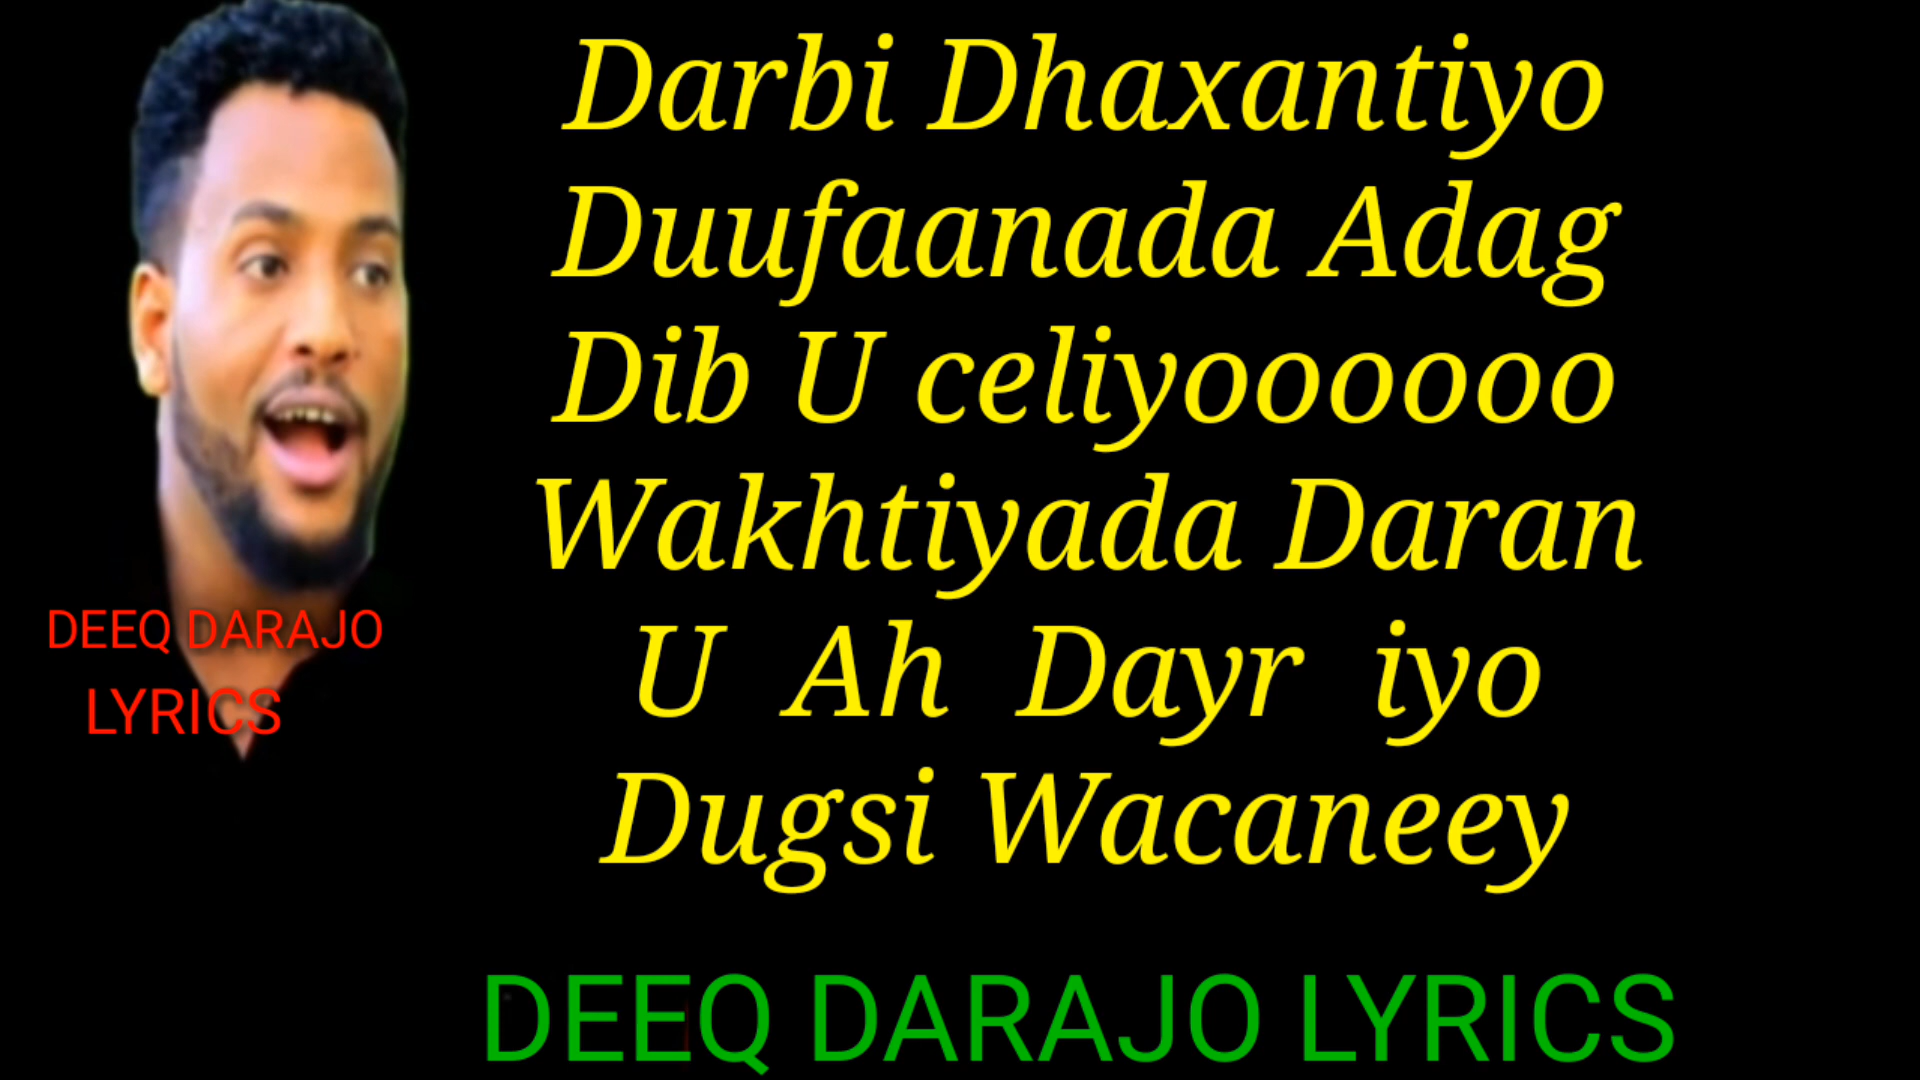 Darbi Dhaxantiyo
Duufaanada Adag
Dib U celiyoooooo
Wakhtiyada Daran
U Ah Dayr iyo
Dugsi Wacaneey
DEEQ DARAJO
LYRICS
DEEQ DARAJO LYRICS